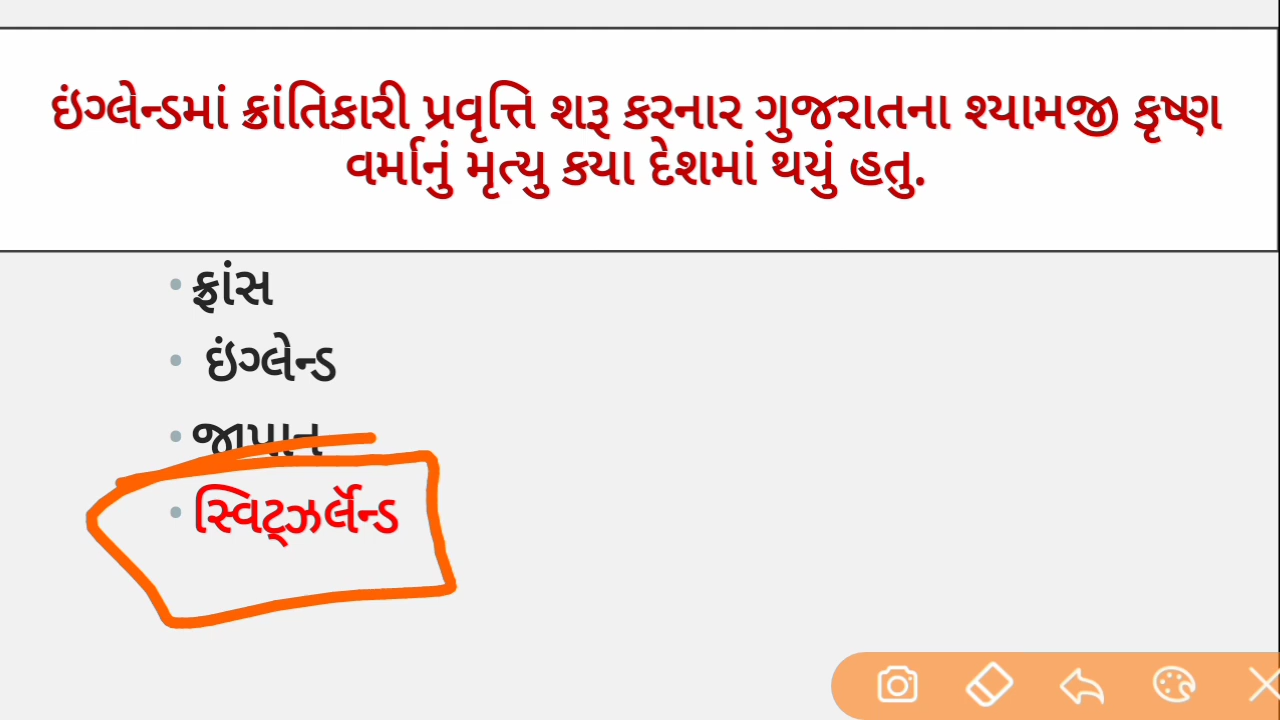 ઇંગ્લેન્ડમાં ક્રાંતિકારી પ્રવૃત્તિ શરૂ કરનાર ગુજરાતના શ્યામજી કૃષ્ણ
વર્માનું મૃત્યુ કયા દેશમાં થયું હતુ.
• ફ્રાંસ
• ઇંગ્લેન્ડ
• જાપાન
• સ્વિટ્ઝર્લૅન્ડ